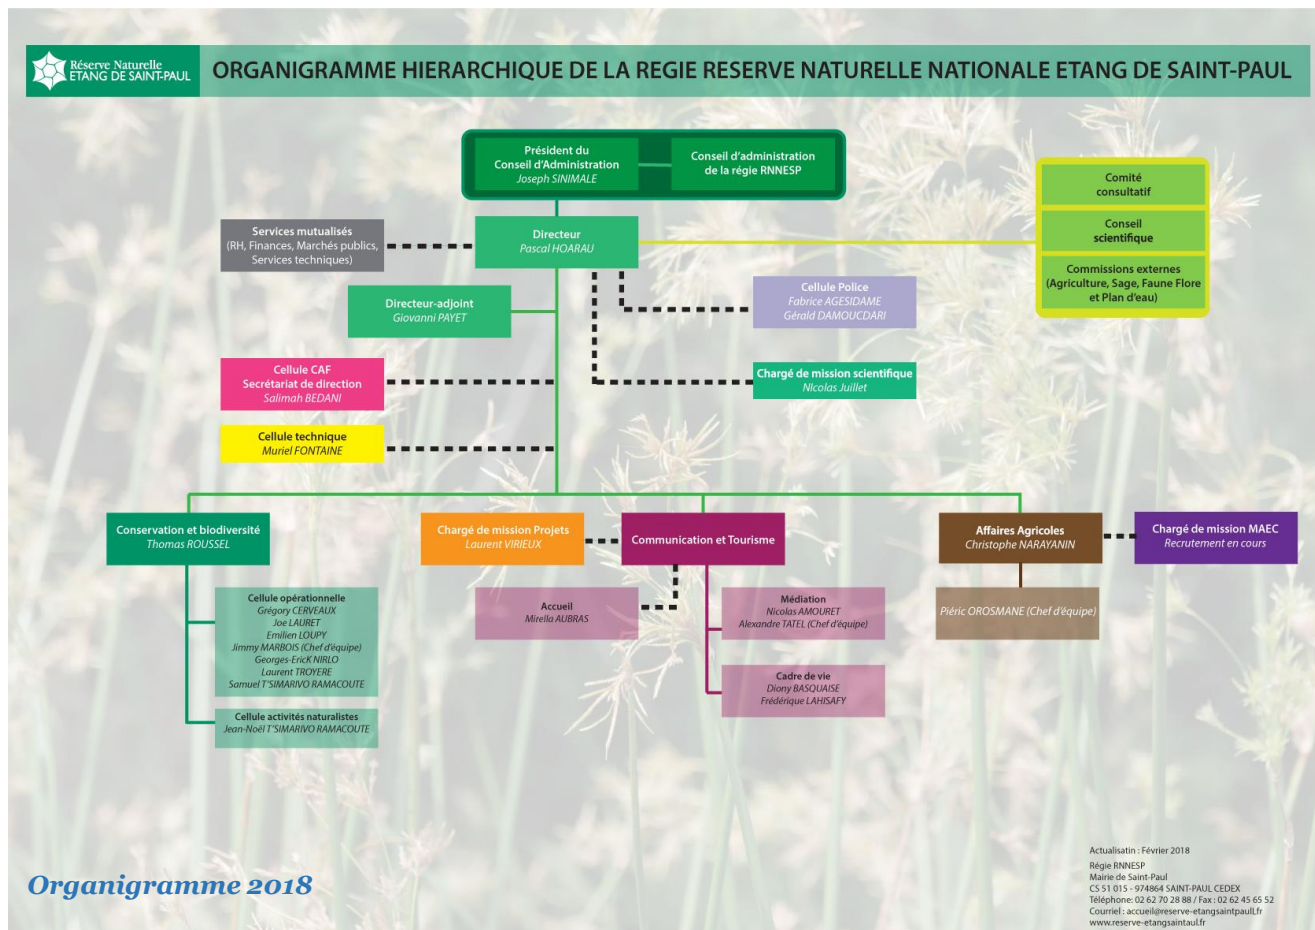 Réserve Naturelle
ETANG DE SAINT-PAUL
ORGANIGRAMME HIERARCHIQUE DE LA REGIE RESERVE NATURELLE NATIONALE ETANG DE SAINT-PAUL
Président du
Conseil d'Administration
Joseph SINIMALE
Conseil d'administration
de la régie RNNESP
Comité
consultatif
Conseil
scientifique
Commissions externes
(Agriculture, Sage, Faune Flore
et Plan d'eau)
Services mutualisés
(RH, Finances, Marchés publics,
Services techniques)
Directeur
Pascal HOARAU
Directeur-adjoint
Giovanni PAYET
Cellule Police
Fabrice AGESIDAME
Gérald DAMOUCDARI
Cellule CAF
Secrétariat de direction
Salimah BEDANI
Chargé de mission scientifique
NIcolas Juillet
Cellule technique
Muriel FONTAINE
Conservation et biodiversité
Thomas ROUSSEL
Chargé de mission Projets
Laurent VIRIEUX
Communication et Tourisme
Affaires Agricoles
Christophe NARAYANIN
Chargé de mission MAEC
Recrutement en cours
Cellule opérationnelle
Grégory CERVEAUX
Joe LAURET
Emilien LOUPY
Jimmy MARBOIS (Chef d'équipe)
Georges-EricK NIRLO
Laurent TROYERE
Samuel T'SIMARIVO RAMACOUTE
Cellule activités naturalistes
Jean-Noël T'SIMARIVO RAMACOUTE
Accueil
Mirella AUBRAS
Médiation
Nicolas AMOURET
Alexandre TATEL (Chef d'équipe)
Cadre de vie
Diony BASQUAISE
Frédérique LAHISAFY
Piéric OROSMANE (Chef d'équipe)
Organigramme 2018
Actualisatin : Février 2018
Régie RNNESP
Mairie de Saint-Paul
CS 51 015 - 974864 SAINT-PAUL CEDEX
Téléphone: 02 62 70 28 88 / Fax : 02 62 45 65 52
Courriel : accueil@reserve-etangsaintpaulLfr
www.reserve-etangsaintaul.fr